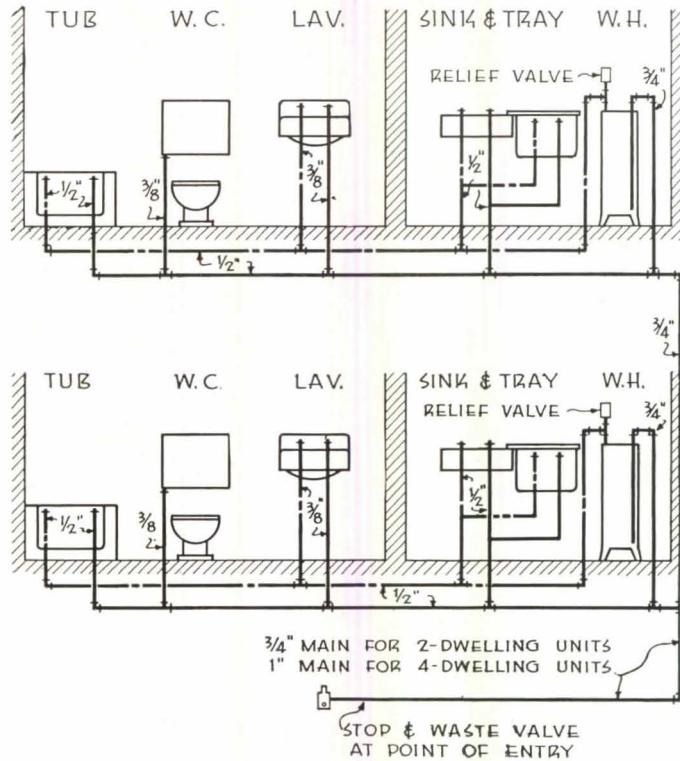 TUB W.C. LAV. SINK & TRAY W.H.
RELIEF VALVE
3/4"
1/2"
3/8"
3/8"
1/2"
1/2"
3/4"
TUB W.C. LAV. SINK & TRAY W.H.
RELIEF VALVE
3/4"
1/2"
3/8
3/8"
1/2"
1/2"
3/4" MAIN FOR 2-DWELLING UNITS
1" MAIN FOR 4-DWELLING UNITS
STOP & WASTE VALVE
AT POINT OF ENTRY